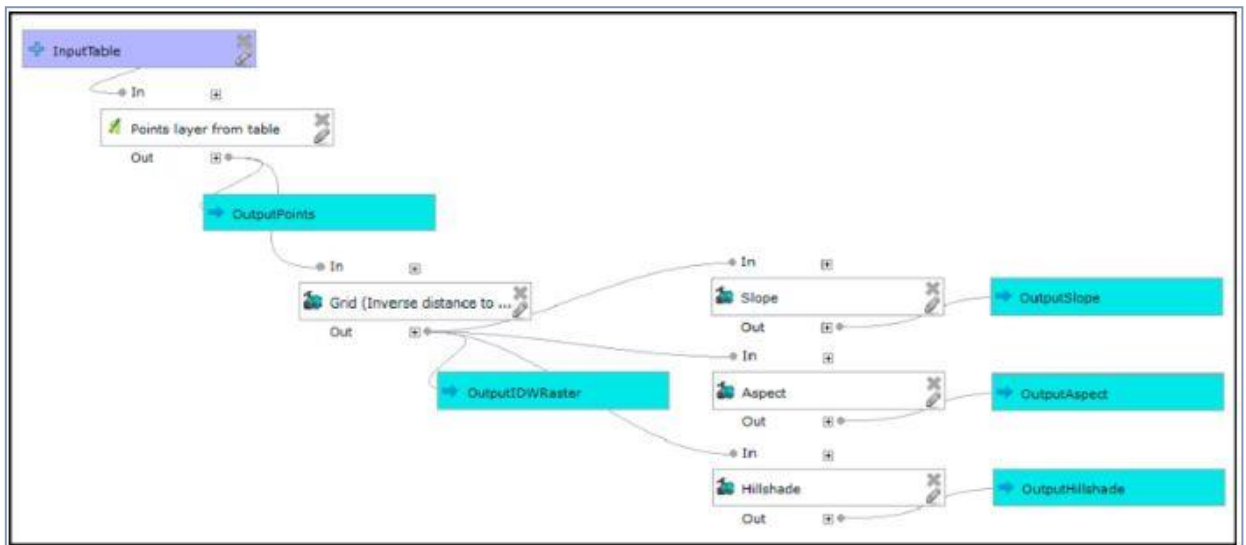 InputTable
In
Points layer from table
Out
OutputPoints
In
Grid (Inverse distance to ...
Out
OutputIDWRaster
In
Slope
Out
OutputSlope
In
Aspect
Out
OutputAspect
In
Hillshade
Out
OutputHillshade